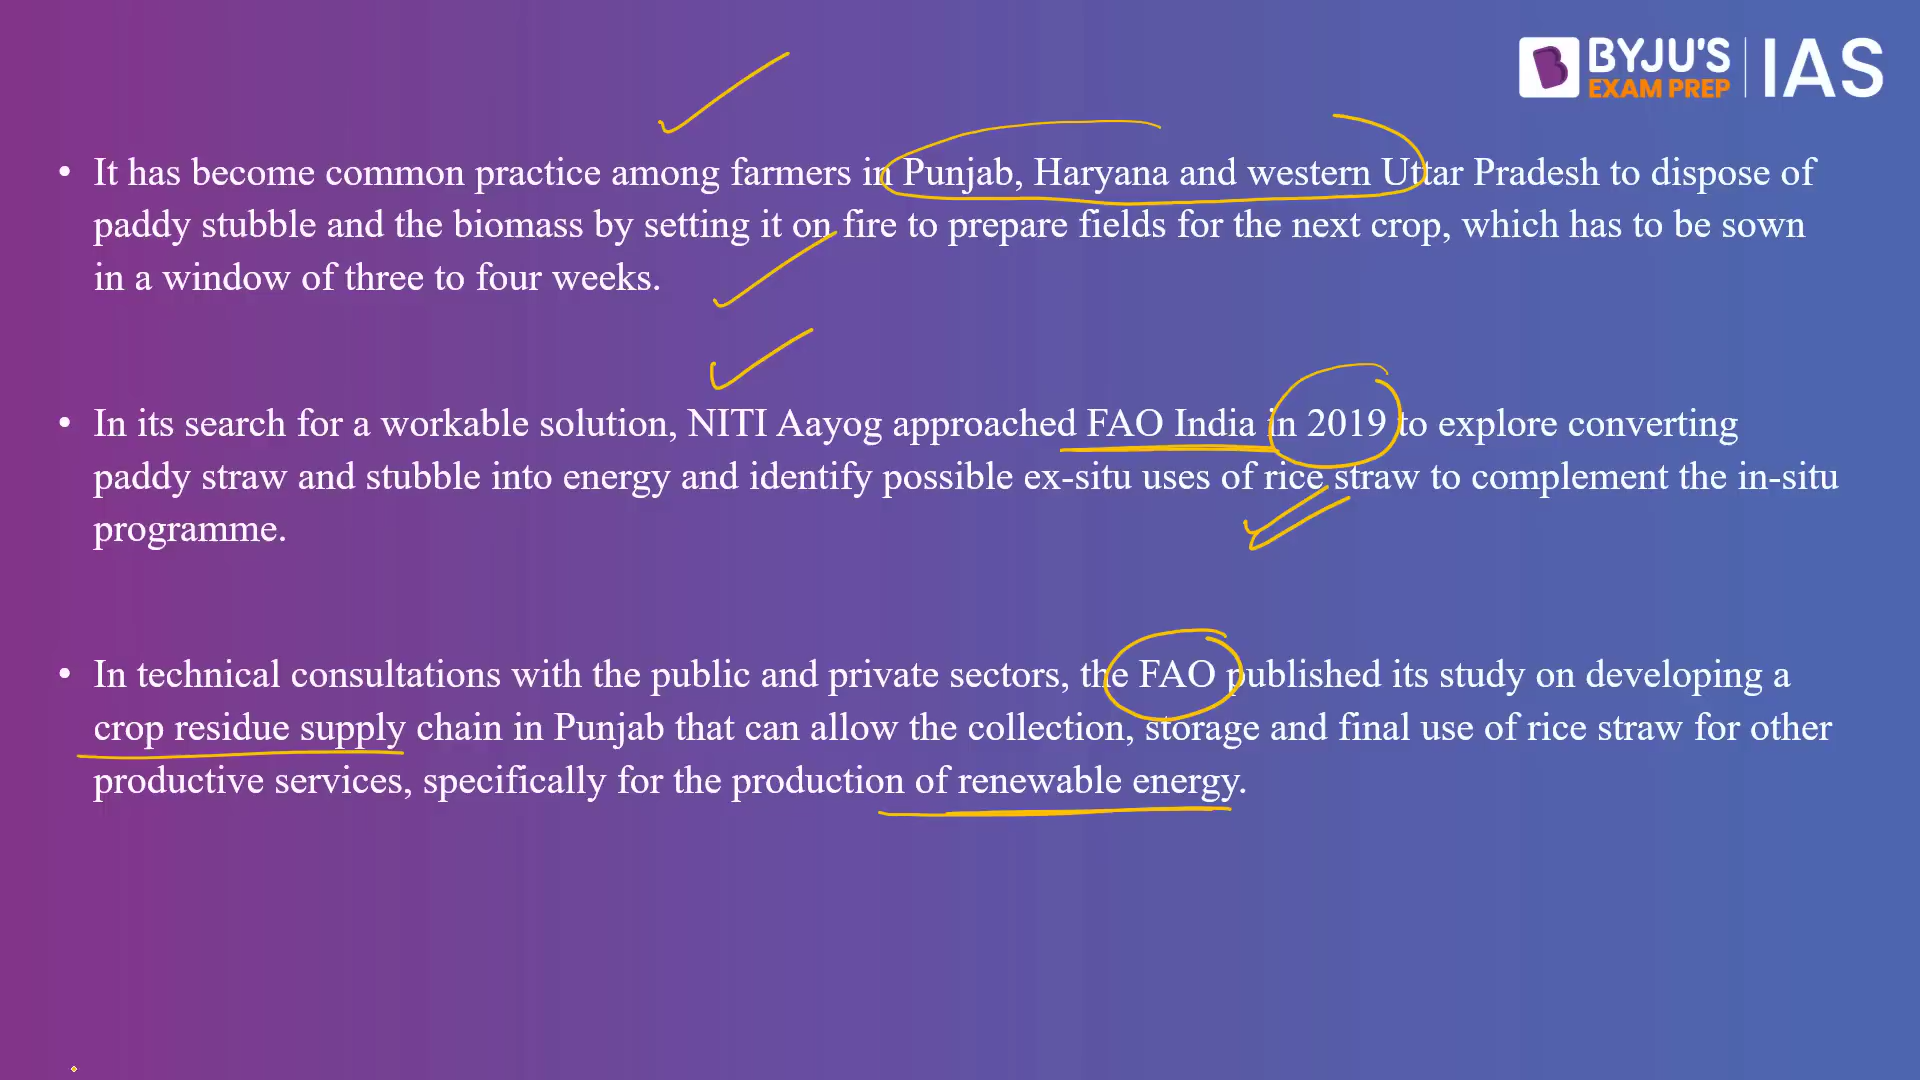 BYJU'S
EXAM PREP
IAS
• It has become common practice among farmers in Punjab, Haryana and western Uttar Pradesh to dispose of
paddy stubble and the biomass by setting it on fire to prepare fields for the next crop, which has to be sown
in a window of three to four weeks.
• In its search for a workable solution, NITI Aayog approached FAO India in 2019 to explore converting
paddy straw and stubble into energy and identify possible ex-situ uses of rice straw to complement the in-situ
programme.
• In technical consultations with the public and private sectors, the FAO published its study on developing a
crop residue supply chain in Punjab that can allow the collection, storage and final use of rice straw for other
productive services, specifically for the production of renewable energy.